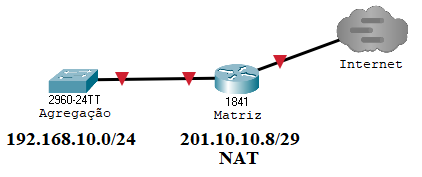 Internet
2960-24TT
Agregação
1841
Matriz
192.168.10.0/24
201.10.10.8/29
NAT